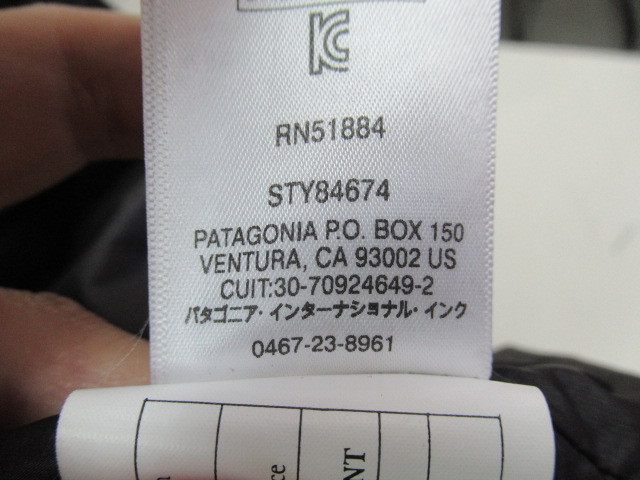 KC
RN51884
STY84674
PATAGONIA P.O. BOX 150
VENTURA, CA 93002 US
CUIT:30-70924649-2
パタゴニア・インターナショナル・インク
0467-23-8961